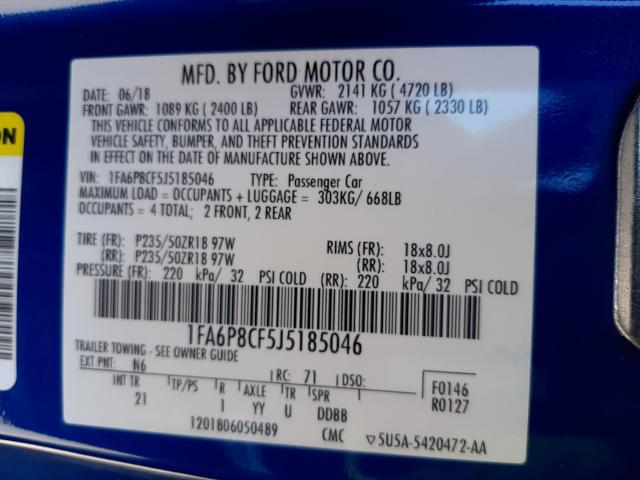 ON
MFD. BY FORD MOTOR CO.
DATE: 06/18 GVWR: 2141 KG ( 4720 LB)
FRONT GAWR: 1089 KG ( 2400 LB) REAR GAWR: 1057 KG ( 2330 LB)
THIS VEHICLE CONFORMS TO ALL APPLICABLE FEDERAL MOTOR
VEHICLE SAFETY, BUMPER, AND THEFT PREVENTION STANDARDS
IN EFFECT ON THE DATE OF MANUFACTURE SHOWN ABOVE.
VIN: 1FA6P8CF5J5185046 TYPE: Passenger Car
MAXIMUM LOAD = OCCUPANTS + LUGGAGE = 303KG/ 668LB
OCCUPANTS = 4 TOTAL; 2 FRONT, 2 REAR
TIRE (FR): P235/50ZR18 97W RIMS (FR): 18x8.0J
(RR): P235/50ZR18 97W (RR): 18x8.0J
PRESSURE (FR): 220 kPa/ 32 PSI COLD (RR): 220 kPa/ 32 PSI COLD
1FA6P8CF5J5185046
TRAILER TOWING - SEE OWNER GUIDE
EXT PNT: N6 RC: 71 DSO: F0146
INT TR TP/PS R AXLE TR SPR R0127
21 I YY U DDBB
1201806050489 CMC 5U5A-5420472-AA